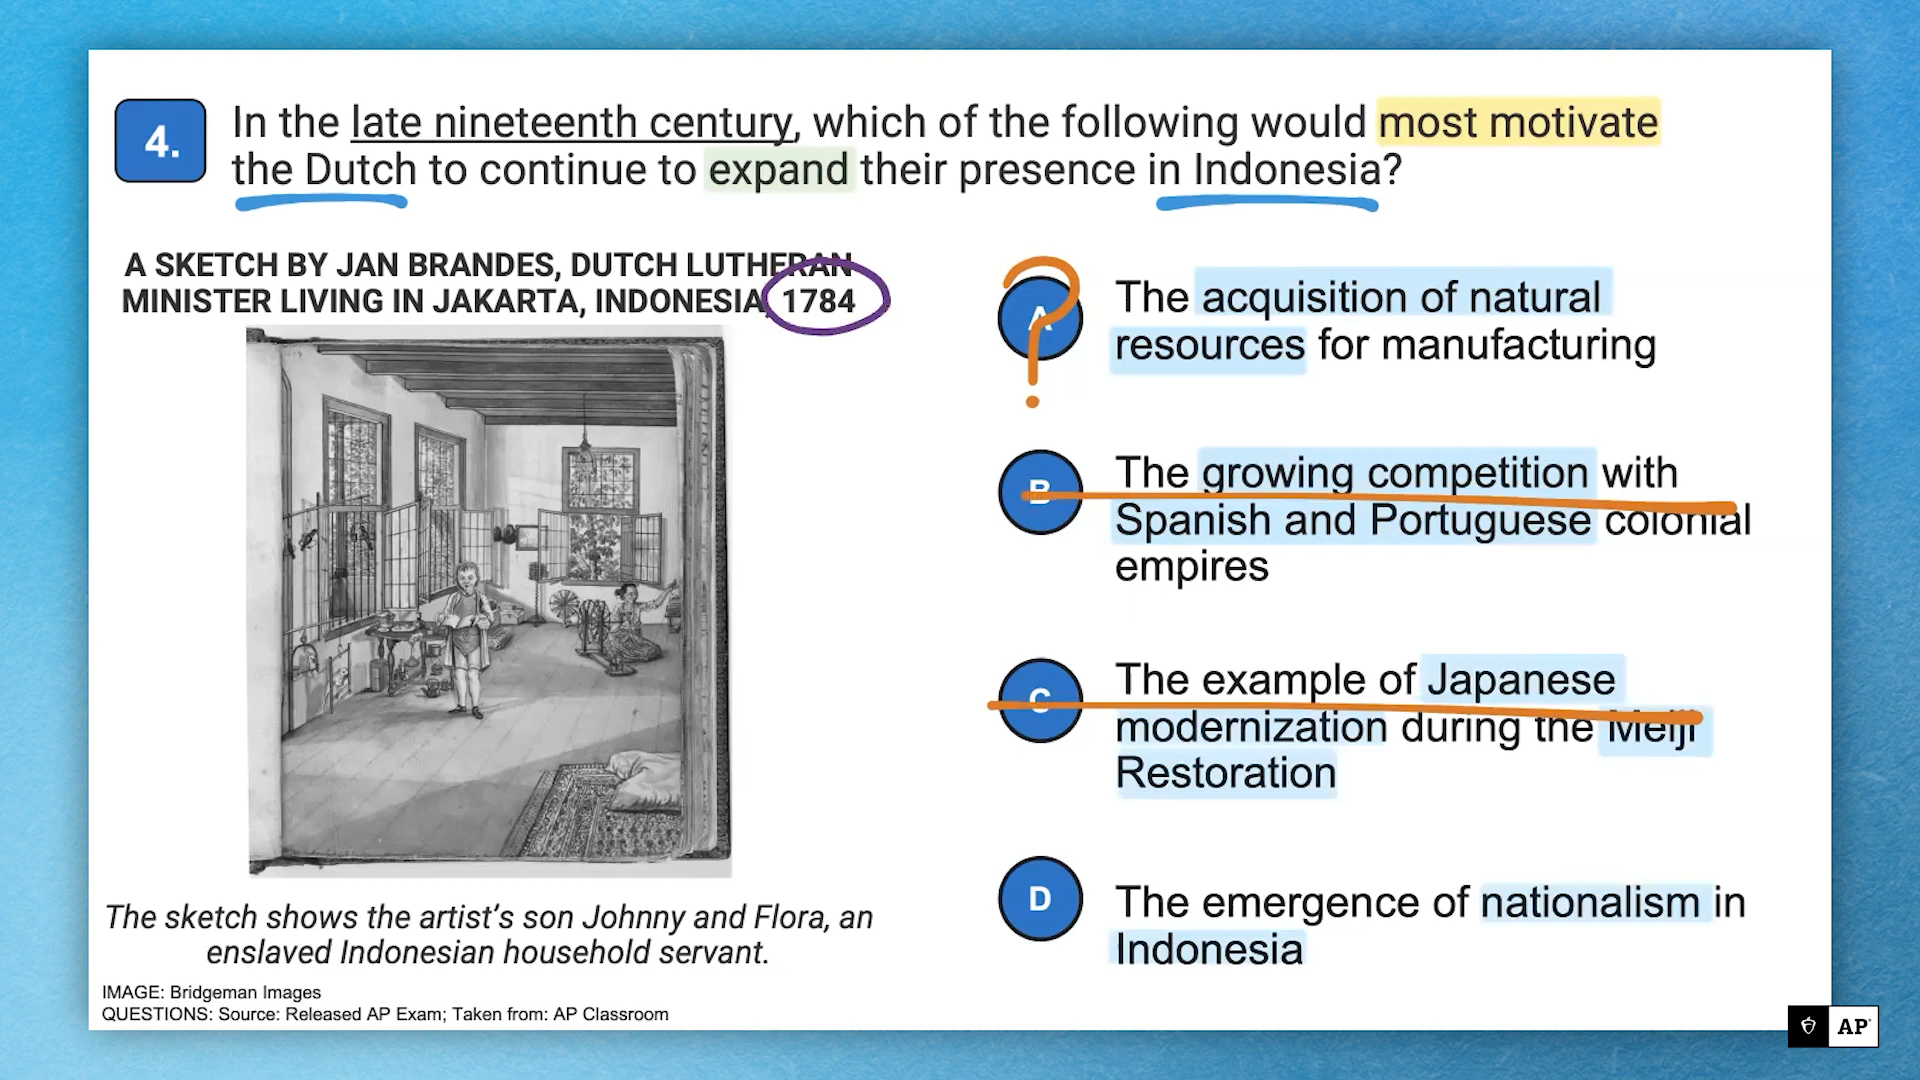 4.
In the late nineteenth century, which of the following would most motivate
the Dutch to continue to expand their presence in Indonesia?
A SKETCH BY JAN BRANDES, DUTCH LUTHERAN
MINISTER LIVING IN JAKARTA, INDONESIA, 1784
The sketch shows the artist's son Johnny and Flora, an
enslaved Indonesian household servant.
IMAGE: Bridgeman Images
QUESTIONS: Source: Released AP Exam; Taken from: AP Classroom
A
The acquisition of natural
resources for manufacturing
B
The growing competition with
Spanish and Portuguese colonial
empires
C
The example of Japanese
modernization during the Meiji
Restoration
D
The emergence of nationalism in
Indonesia
AP